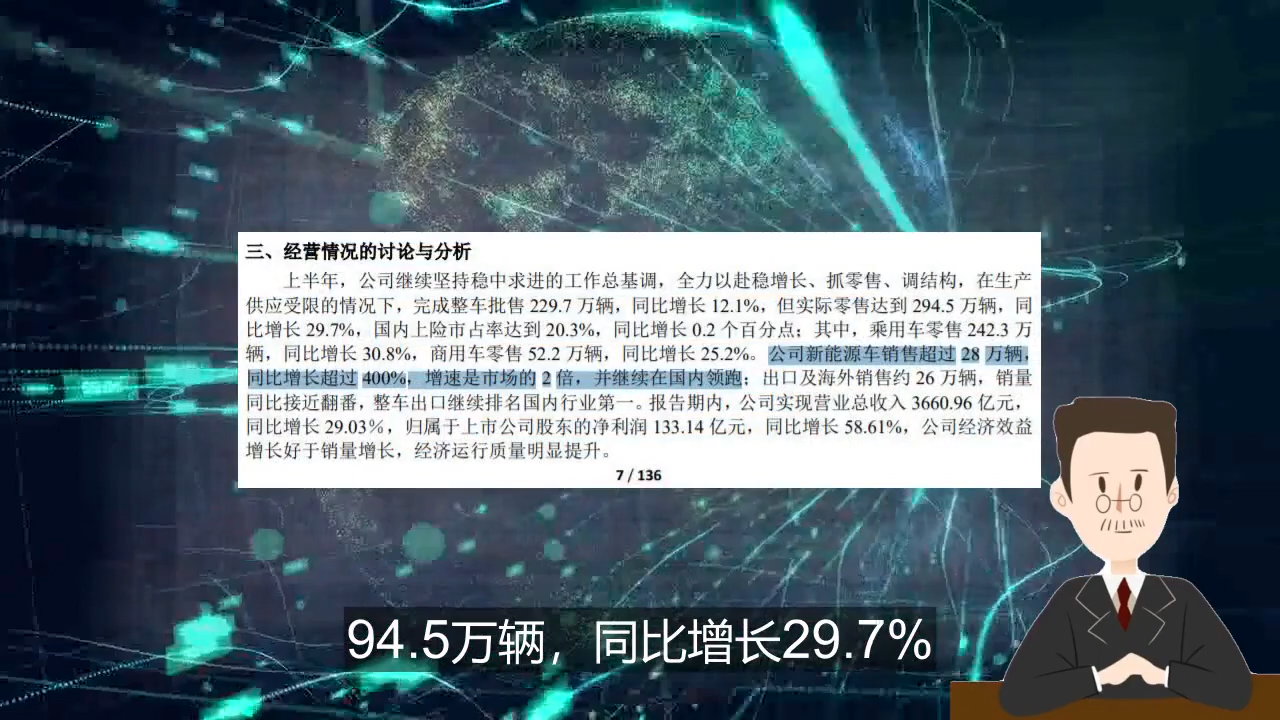 三、经营情况的讨论与分析
上半年，公司继续坚持稳中求进的工作总基调，全力以赴稳增长、抓零售、调结构，在生产
供应受限的情况下，完成整车批售 229.7 万辆，同比增长 12.1%，但实际零售达到 294.5 万辆，同
比增长 29.7%，国内上险市占率达到 20.3%，同比增长 0.2 个百分点；其中，乘用车零售 242.3 万
辆，同比增长 30.8%，商用车零售 52.2 万辆，同比增长 25.2%。公司新能源车销售超过 28 万辆，
同比增长超过 400%，增速是市场的 2 倍，并继续在国内领跑；出口及海外销售约 26 万辆，销量
同比接近翻番，整车出口继续排名国内行业第一。报告期内，公司实现营业总收入 3660.96 亿元，
同比增长 29.03%，归属于上市公司股东的净利润 133.14 亿元，同比增长 58.61%，公司经济效益
增长好于销量增长，经济运行质量明显提升。
7 / 136
94.5万辆，同比增长29.7%